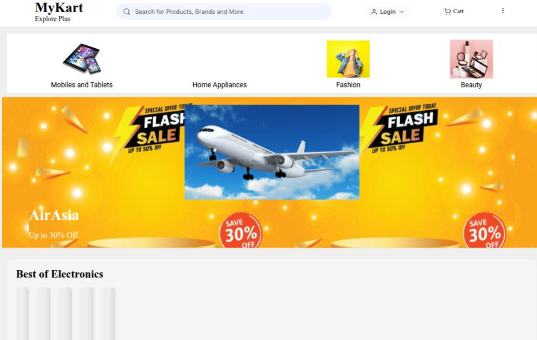 MyKart
Explore Plus
Search for Products, Brands and More
Login
Cart
Mobiles and Tablets
Home Appliances
Fashion
Beauty
SPECIAL OFFER TODAY
FLASH
SALE
UP TO 50% OFF
SPECIAL OFFER TODAY
FLASH
SALE
UP TO 50% OFF
AirAsia
Up to 30% Off
SAVE
30%
OFF
SAVE
30%
OFF
Best of Electronics